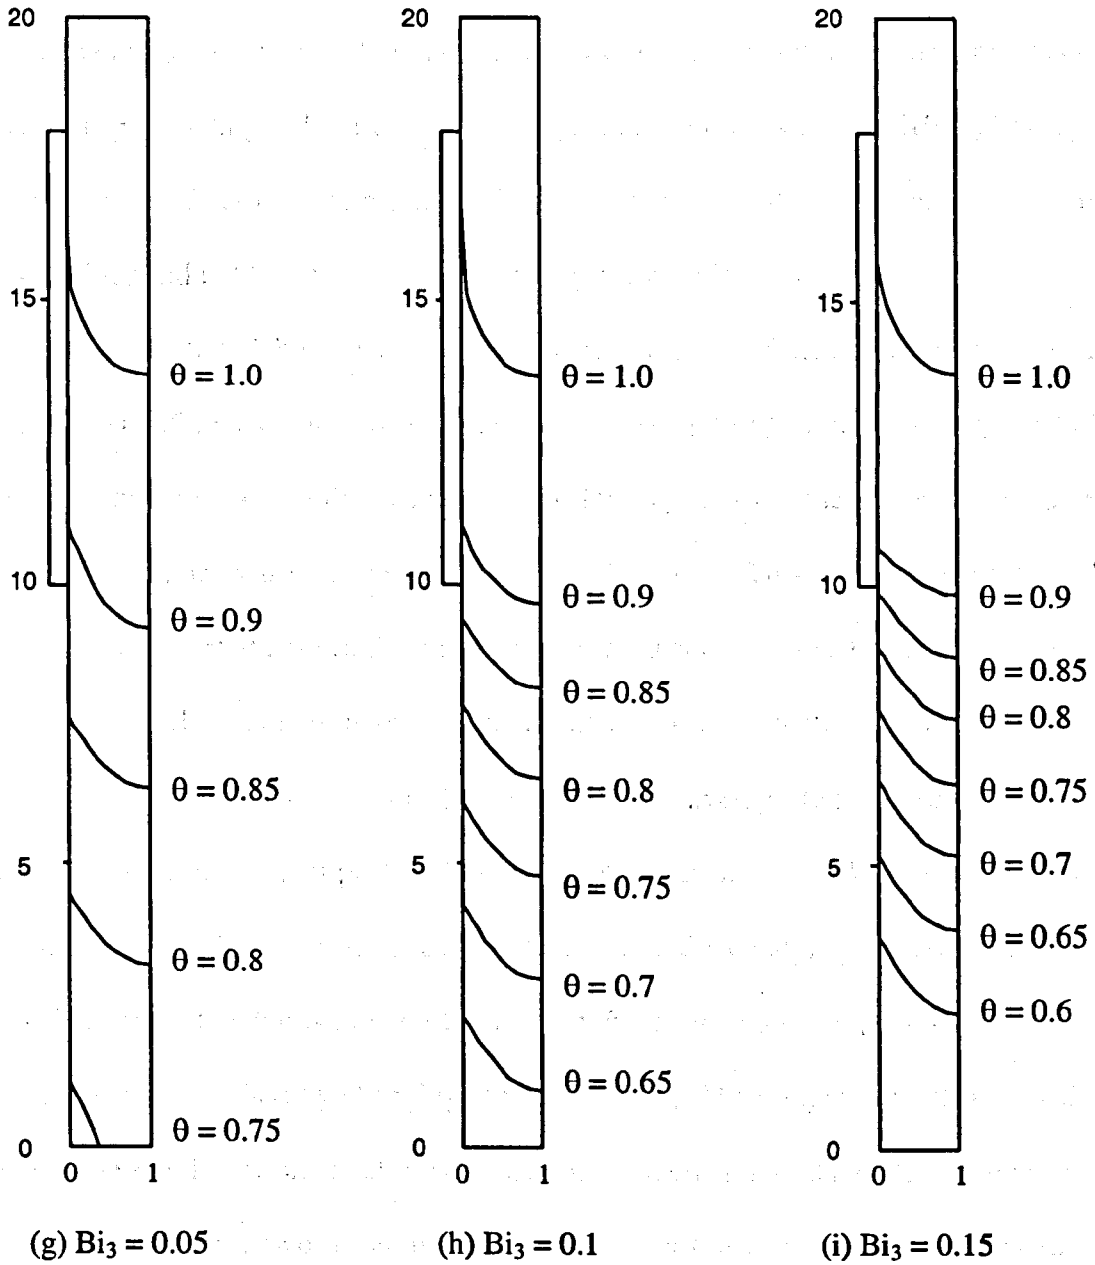 20
15
10
5
0
0 1
θ = 1.0
θ = 0.9
θ = 0.85
θ = 0.8
θ = 0.75
(g) Bi₃ = 0.05
20
15
10
5
0
0 1
θ = 1.0
θ = 0.9
θ = 0.85
θ = 0.8
θ = 0.75
θ = 0.7
θ = 0.65
(h) Bi₃ = 0.1
20
15
10
5
0
0 1
θ = 1.0
θ = 0.9
θ = 0.85
θ = 0.8
θ = 0.75
θ = 0.7
θ = 0.65
θ = 0.6
(i) Bi₃ = 0.15